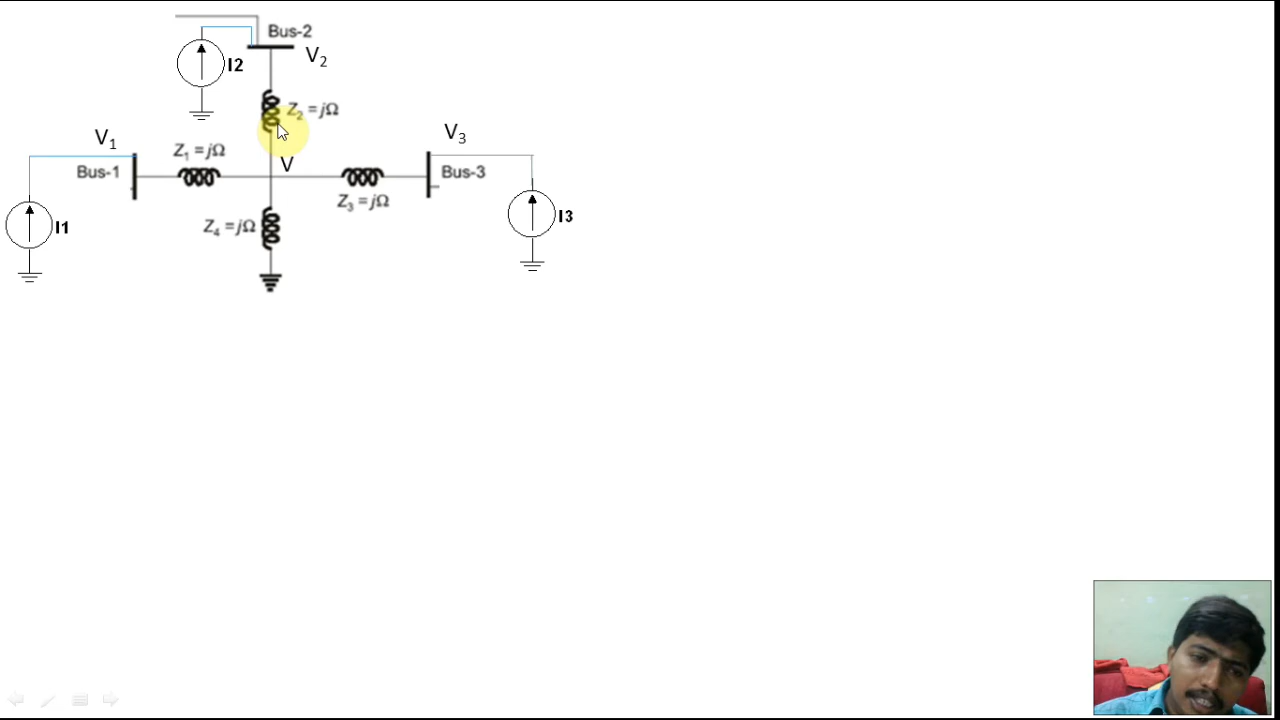 Bus-2
V2
I2
Z2 = jΩ
V1
V3
Z1 = jΩ
V
Bus-1
Bus-3
Z3 = jΩ
I1
Z4 = jΩ
I3